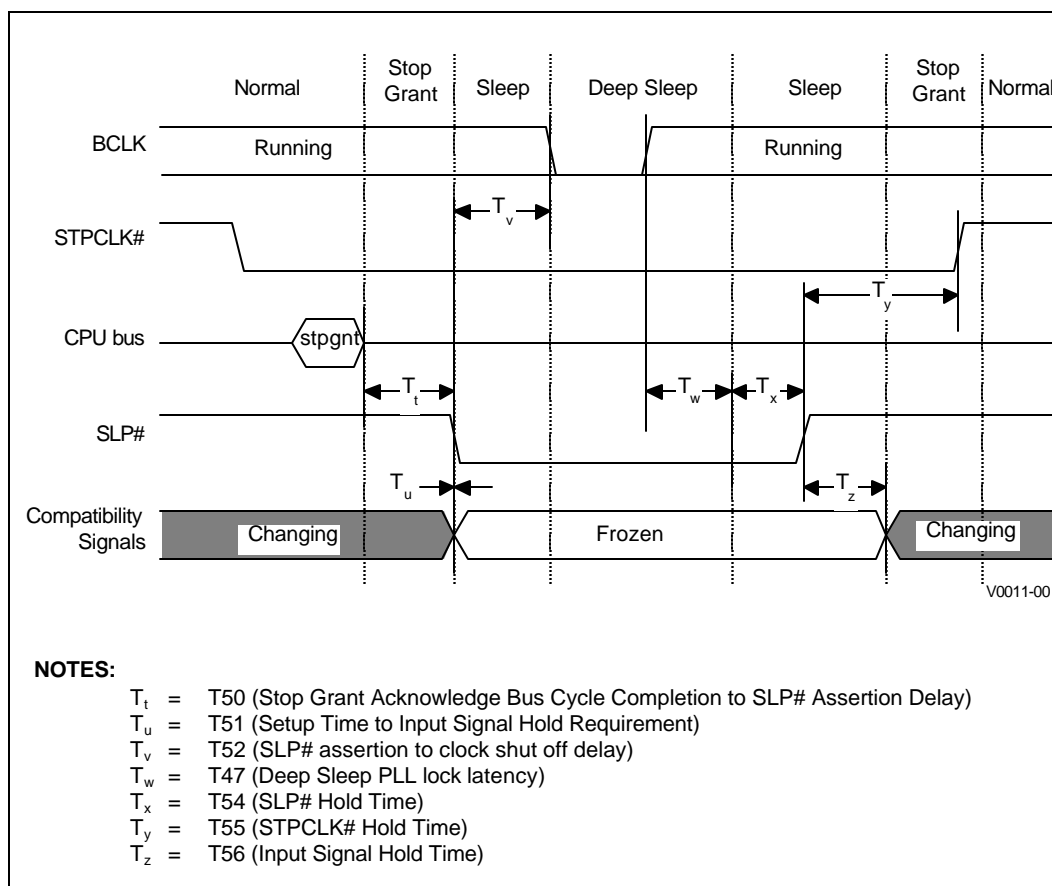 Normal Stop Grant Sleep Deep Sleep Sleep Stop Grant Normal
BCLK Running Running
Tv
STPCLK#
Ty
CPU bus stpgnt
Tt Tw Tx
SLP#
Tu Tz
Compatibility Signals Changing Frozen Changing
V0011-00
NOTES:
Tt = T50 (Stop Grant Acknowledge Bus Cycle Completion to SLP# Assertion Delay)
Tu = T51 (Setup Time to Input Signal Hold Requirement)
Tv = T52 (SLP# assertion to clock shut off delay)
Tw = T47 (Deep Sleep PLL lock latency)
Tx = T54 (SLP# Hold Time)
Ty = T55 (STPCLK# Hold Time)
Tz = T56 (Input Signal Hold Time)